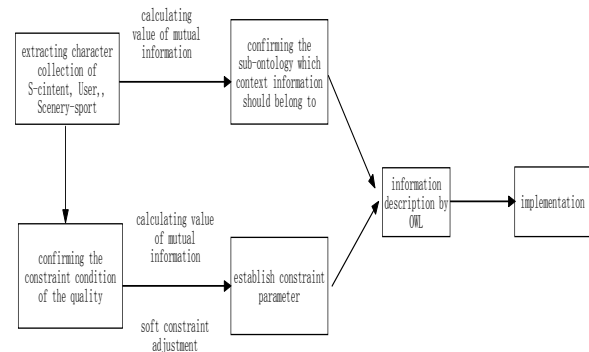 calculating
value of mutual
information
extracting character
collection of
S-cintent, User,,
Scenery-sport
confirming the
sub-ontology which
context information
should belong to
information
description by
OWL
implementation
calculating value
of mutual
information
confirming the
constraint condition
of the quality
establish constraint
parameter
soft constraint
adjustment